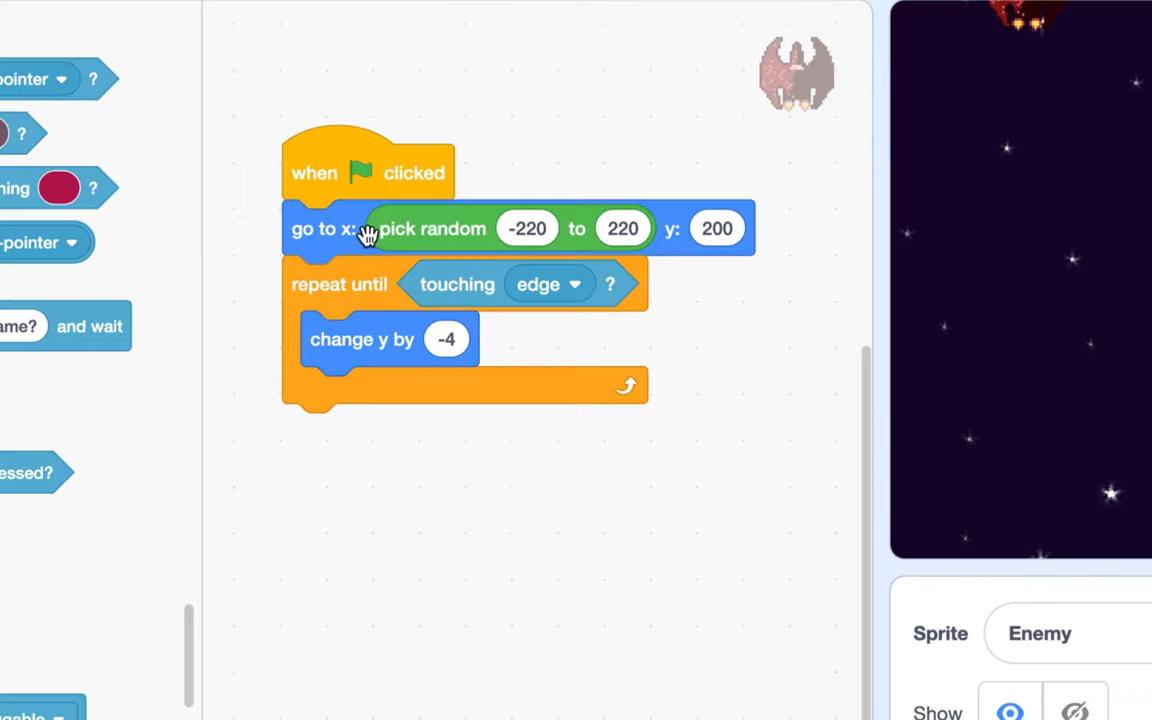 pointer ?
?
ning ?
-pointer
ame? and wait
essed?
when clicked
go to x: pick random -220 to 220 y: 200
repeat until touching edge ?
change y by -4
Sprite Enemy
Show